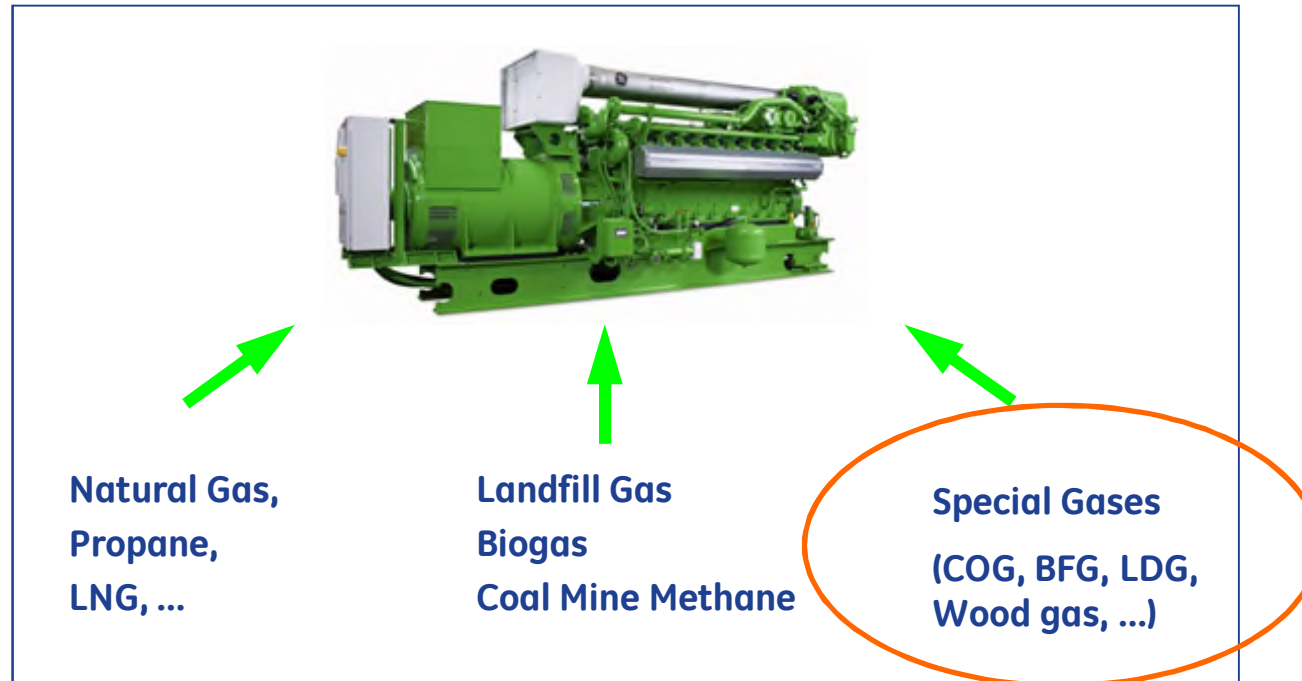 Natural Gas,
Propane,
LNG, ...
Landfill Gas
Biogas
Coal Mine Methane
Special Gases
(COG, BFG, LDG,
Wood gas, ...)